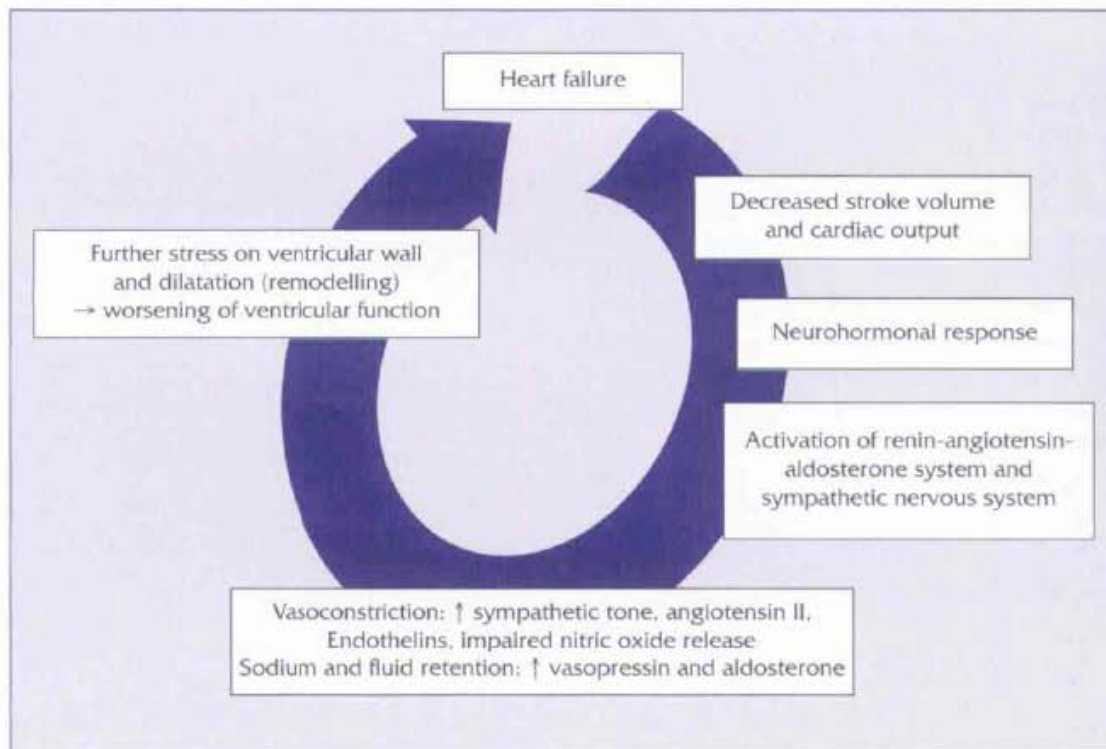 Heart failure
Decreased stroke volume
and cardiac output
Neurohormonal response
Activation of renin-angiotensin-
aldosterone system and
sympathetic nervous system
Vasoconstriction: ↑ sympathetic tone, angiotensin II,
Endothelins, impaired nitric oxide release
Sodium and fluid retention: ↑ vasopressin and aldosterone
Further stress on ventricular wall
and dilatation (remodelling)
→ worsening of ventricular function